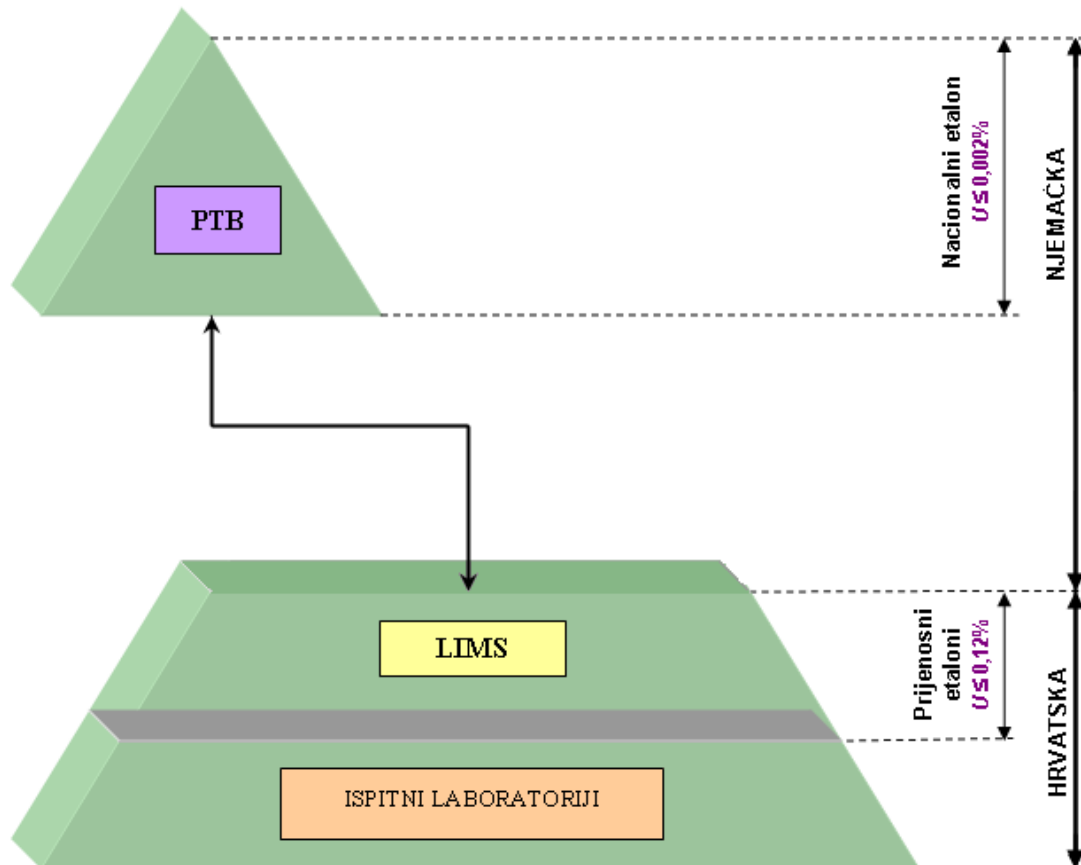 PTB
Nacionalni etalon
U≤0,002%
NJEMAČKA
LIMS
Prijenosni
etaloni
U≤0,12%
HRVATSKA
ISPITNI LABORATORIJI